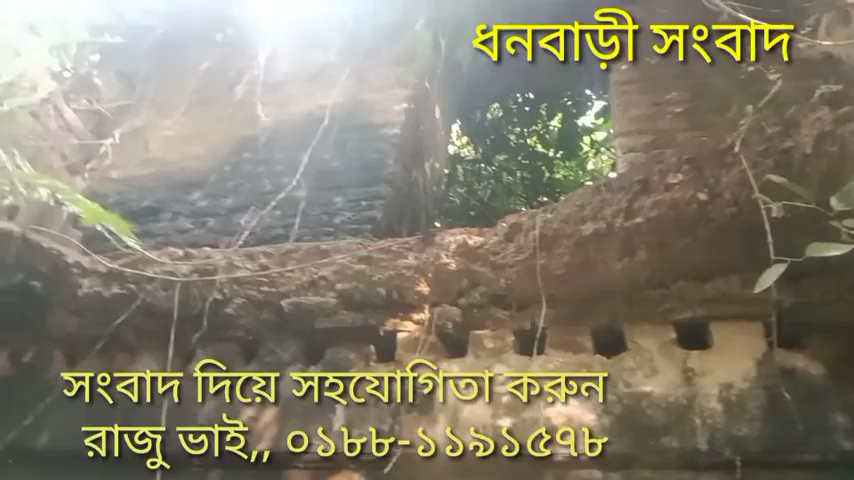 ধনবাড়ী সংবাদ
সংবাদ দিয়ে সহযোগিতা করুন
রাজু ভাই,, ০১৮৮-১১৯১৫৭৮